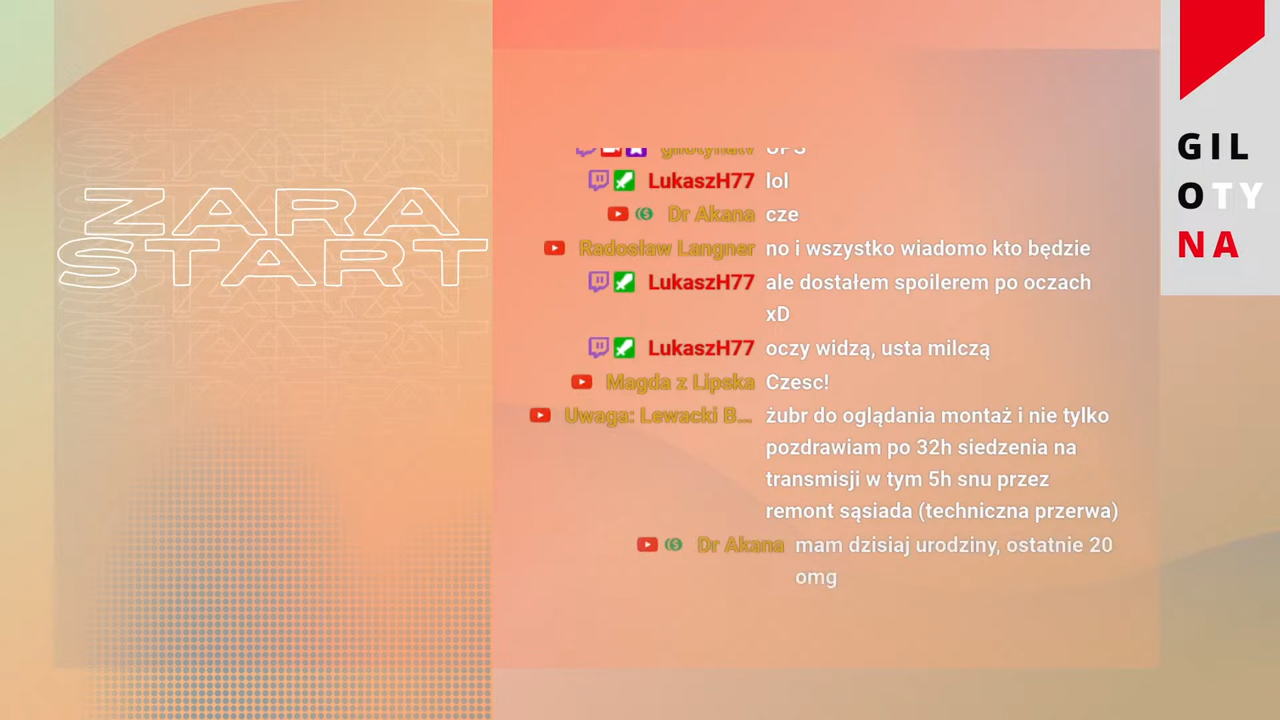 ZARA
START
LukaszH77 lol
Dr Akana cze
Radosław Langner no i wszystko wiadomo kto będzie
LukaszH77 ale dostałem spoilerem po oczach
xD
LukaszH77 oczy widzą, usta milczą
Magda z Lipska Czesc!
Uwaga: Lewacki B... żubr do oglądania montaż i nie tylko
pozdrawiam po 32h siedzenia na
transmisji w tym 5h snu przez
remont sąsiada (techniczna przerwa)
Dr Akana mam dzisiaj urodziny, ostatnie 20
omg
GIL
OTY
NA